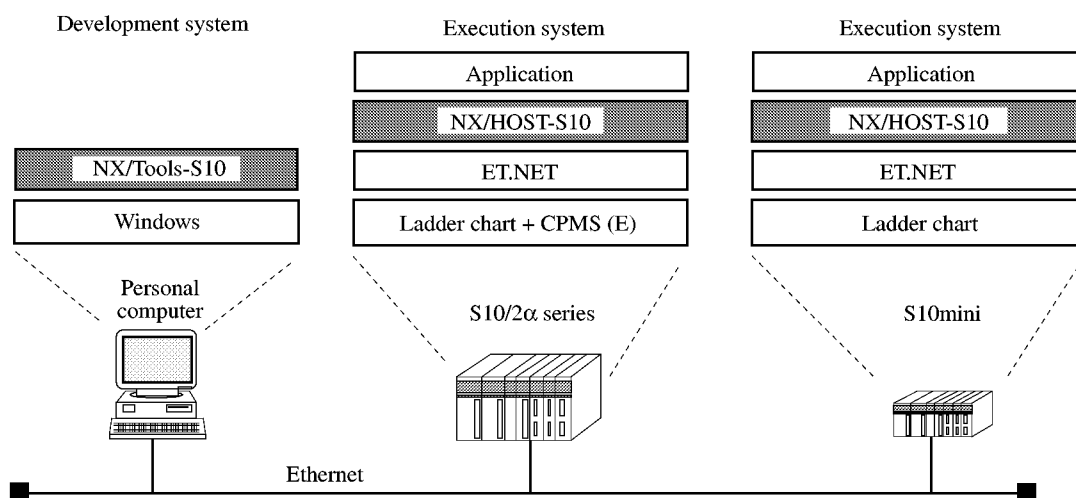 Development system
NX/Tools-S10
Windows
Personal
computer
Execution system
Application
NX/HOST-S10
ET.NET
Ladder chart + CPMS (E)
S10/2α series
Execution system
Application
NX/HOST-S10
ET.NET
Ladder chart
S10mini
Ethernet